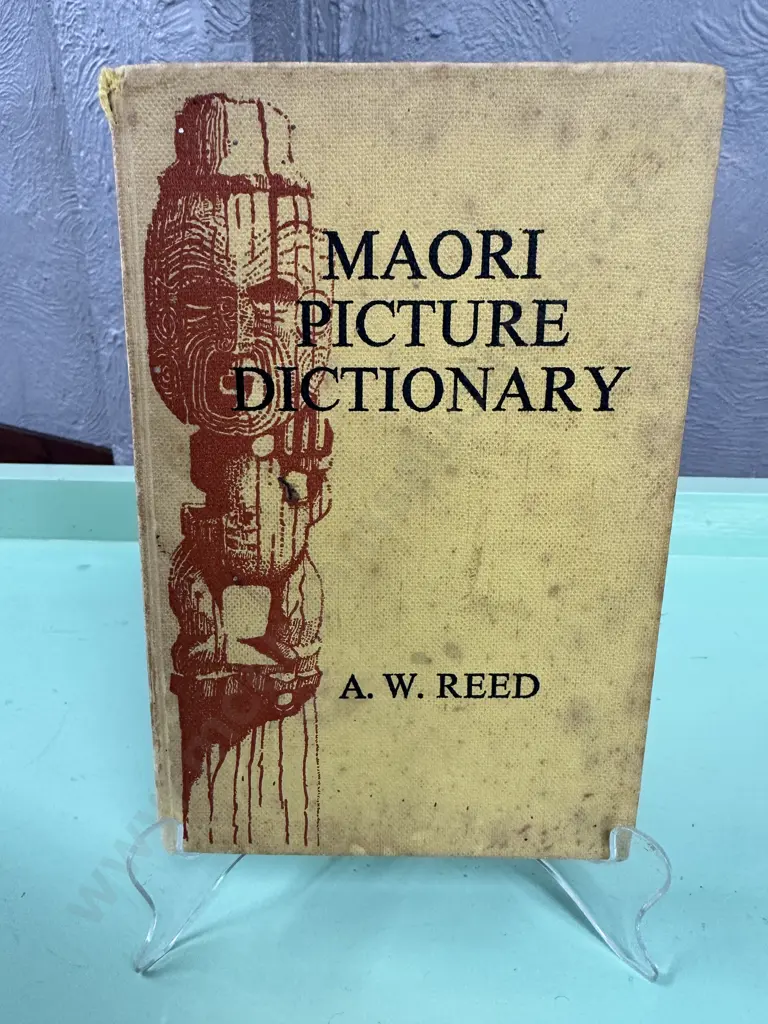 MAORI
PICTURE
DICTIONARY
A. W. REED